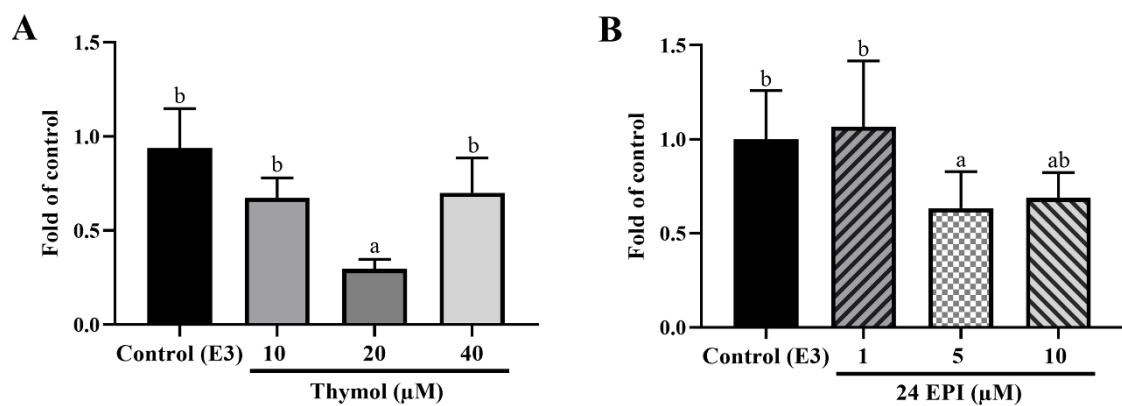 A
Fold of control
1.5
1.0
0.5
0.0
b
b
a
b
Control (E3) 10 20 40
Thymol (μM)
B
Fold of control
1.5
1.0
0.5
0.0
b
b
a
ab
Control (E3) 1 5 10
24 EPI (μM)